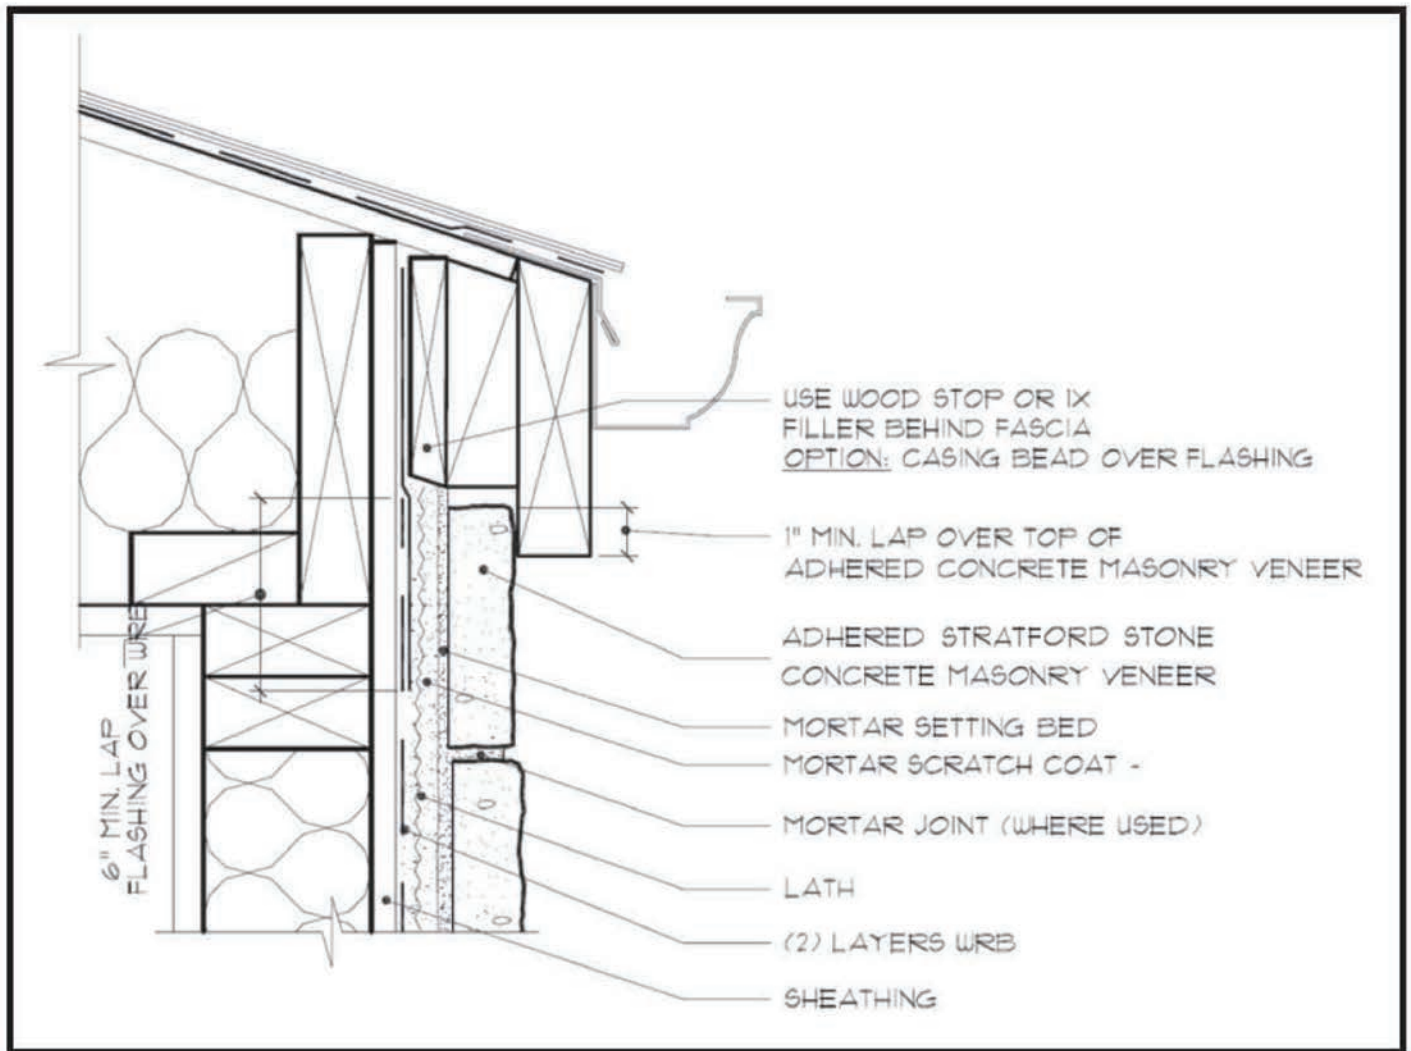 USE WOOD STOP OR 1X
FILLER BEHIND FASCIA
OPTION: CASING BEAD OVER FLASHING
1" MIN. LAP OVER TOP OF
ADHERED CONCRETE MASONRY VENEER
ADHERED STRATFORD STONE
CONCRETE MASONRY VENEER
MORTAR SETTING BED
MORTAR SCRATCH COAT -
MORTAR JOINT (WHERE USED)
LATH
(2) LAYERS WRB
SHEATHING
6" MIN. LAP
FLASHING OVER WRB